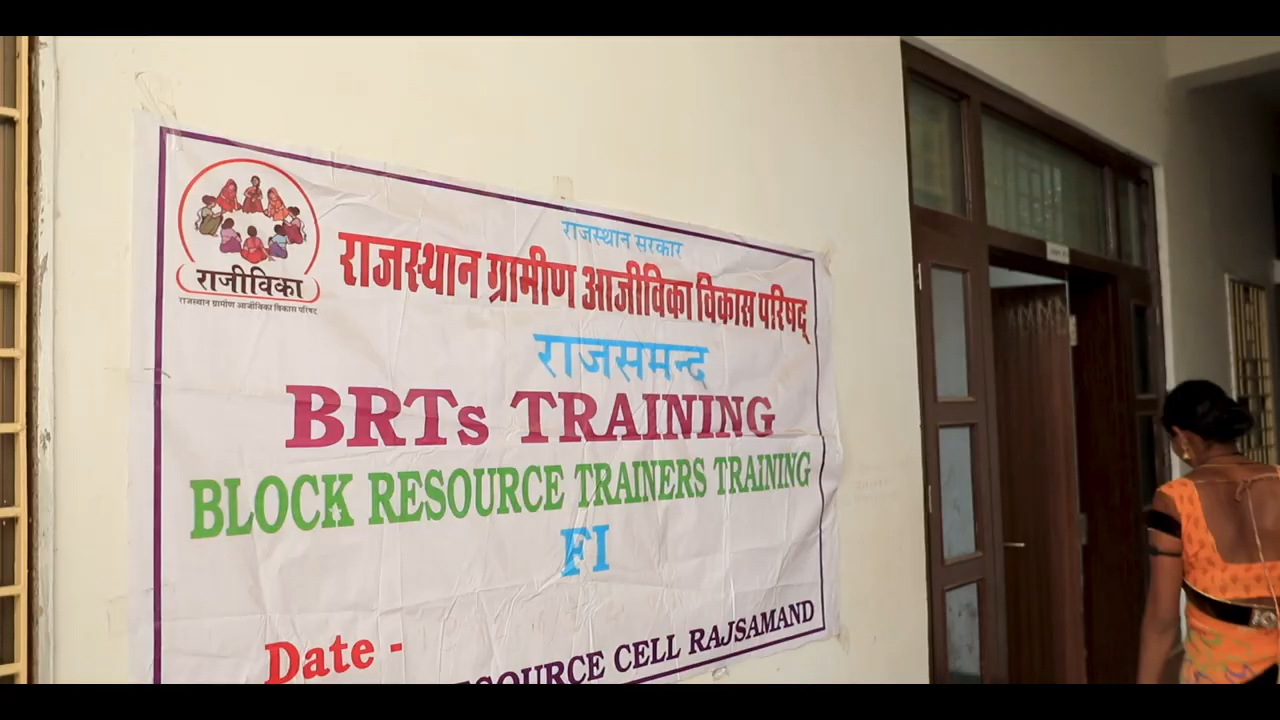 राजीविका
राजस्थान ग्रामीण आजीविका विकास परिषद
राजस्थान सरकार
राजस्थान ग्रामीण आजीविका विकास परिषद्
राजसमन्द
BRTs TRAINING
BLOCK RESOURCE TRAINERS TRAINING
FI
Date -
CELL RAJSAMAND